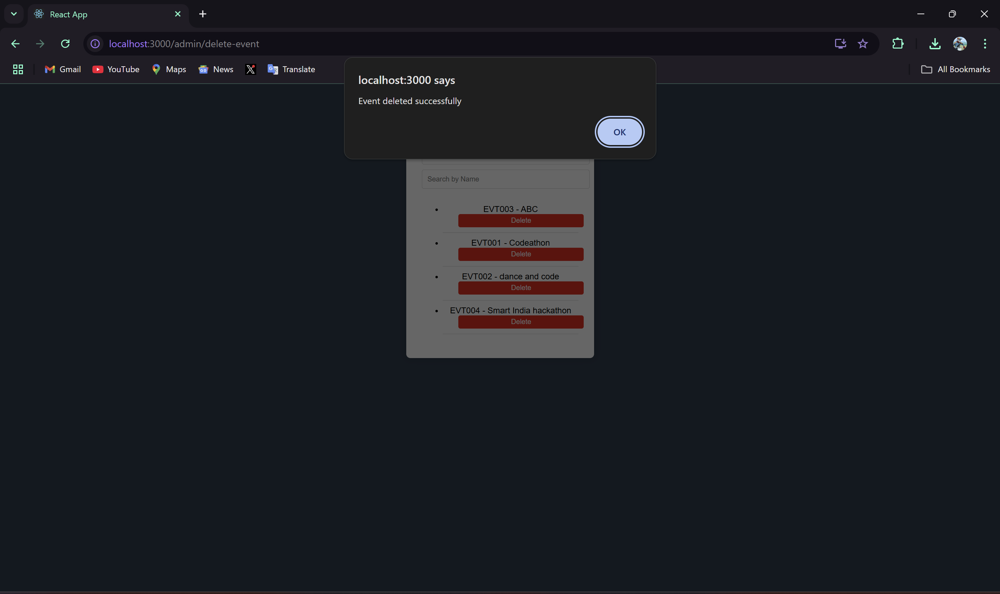 React App
localhost:3000/admin/delete-event
Gmail
YouTube
Maps
News
Translate
All Bookmarks
localhost:3000 says
Event deleted successfully
OK
Search by Name
EVT003 - ABC
Delete
EVT001 - Codeathon
Delete
EVT002 - dance and code
Delete
EVT004 - Smart India hackathon
Delete